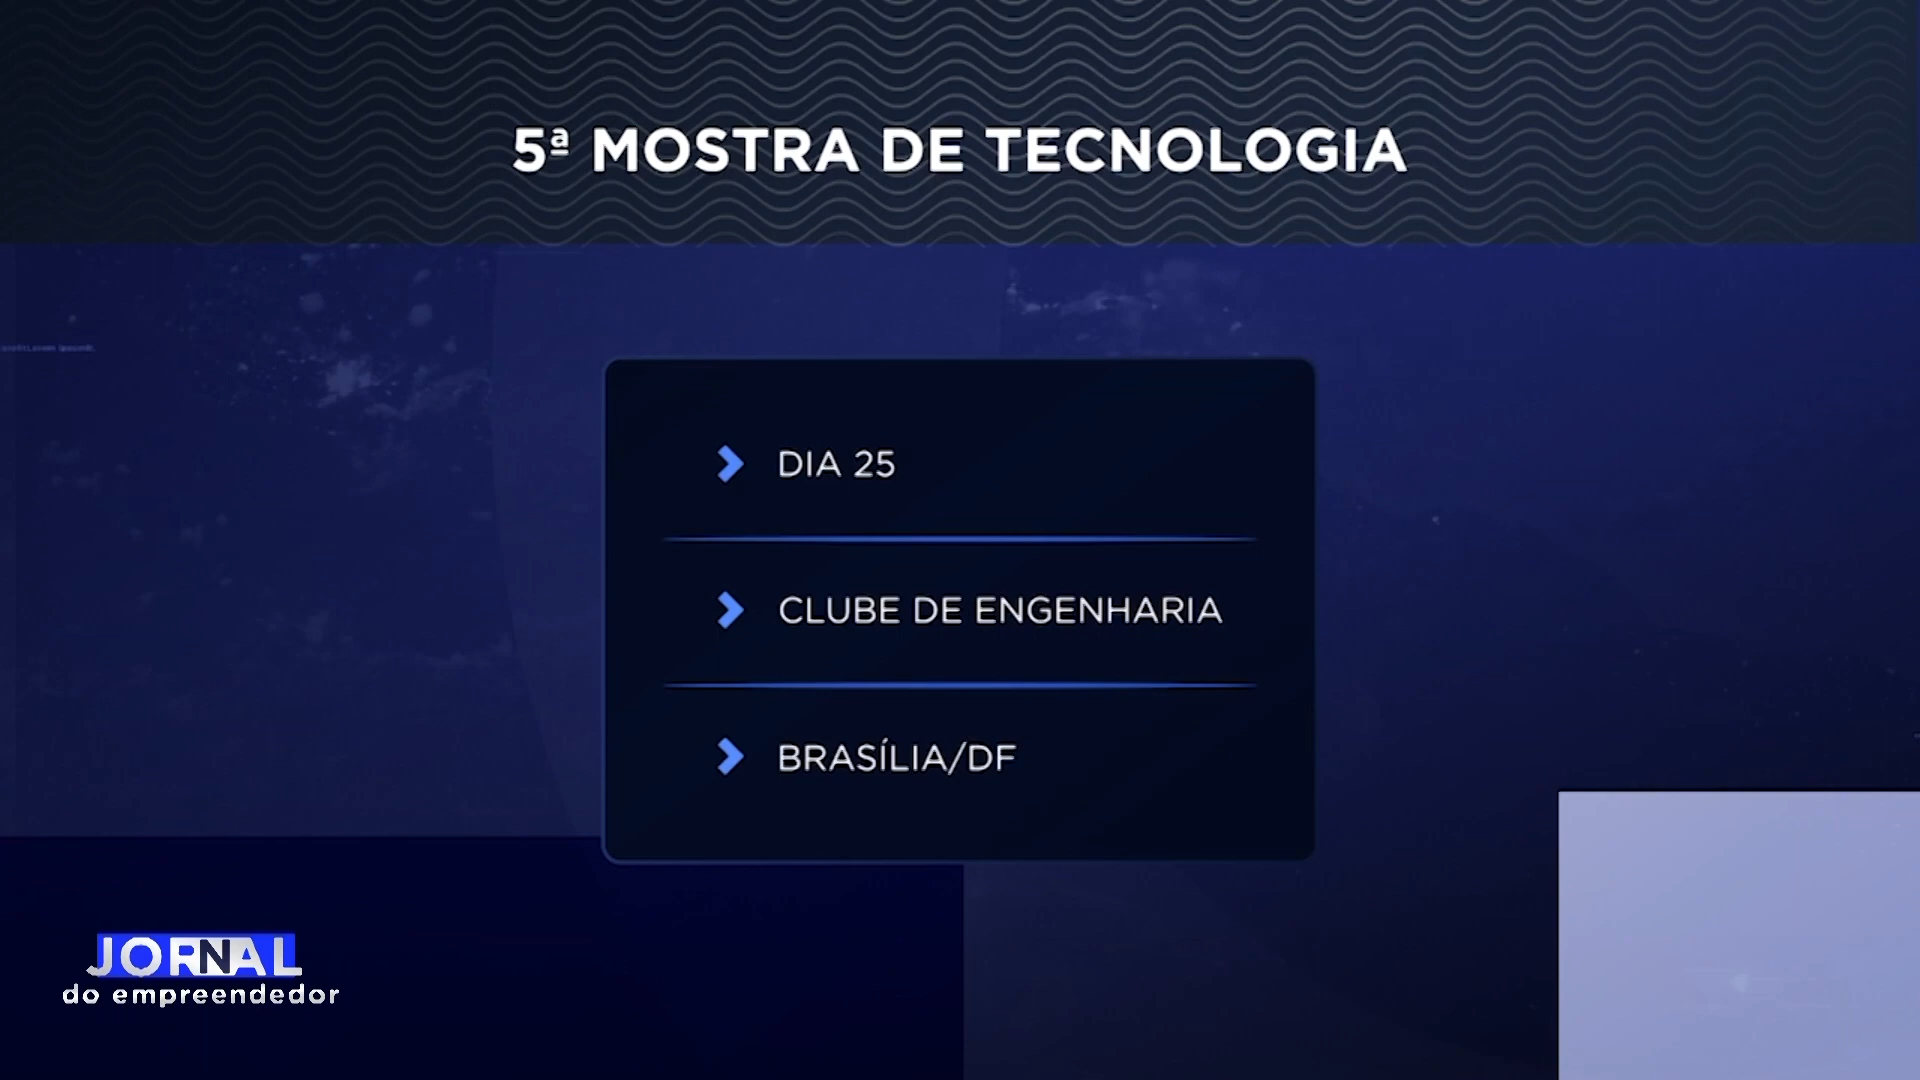 5ª MOSTRA DE TECNOLOGIA
DIA 25
CLUBE DE ENGENHARIA
BRASÍLIA/DF
JORNAL
do empreendedor